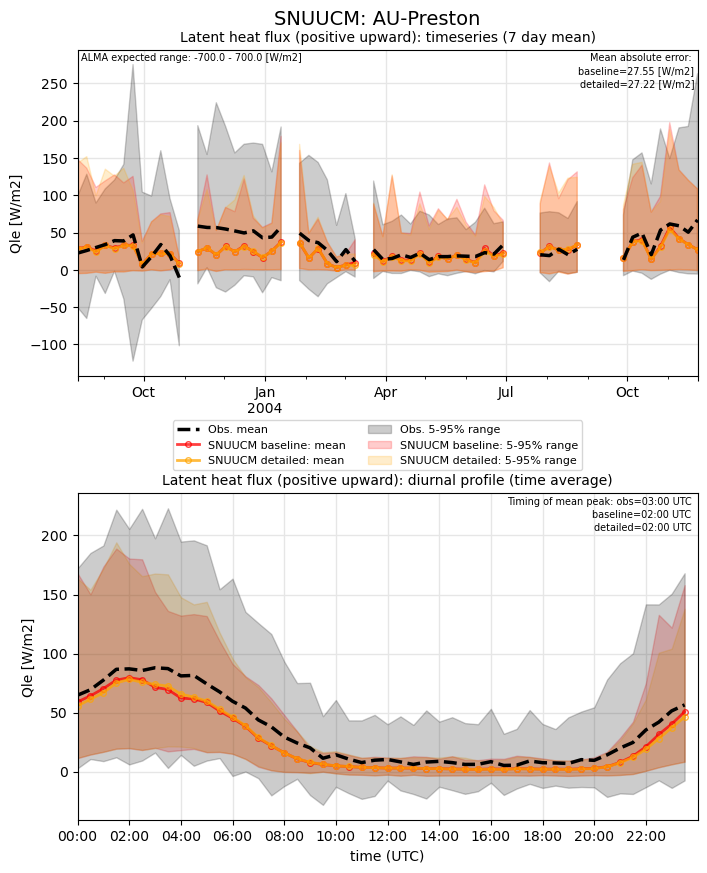 SNUUCM: AU-Preston
Latent heat flux (positive upward): timeseries (7 day mean)
ALMA expected range: -700.0 - 700.0 [W/m2]
Mean absolute error:
baseline=27.55 [W/m2]
detailed=27.22 [W/m2]
250
200
150
100
50
0
−50
−100
Qle [W/m2]
Oct
Jan
Apr
Jul
Oct
2004
Obs. mean
SNUUCM baseline: mean
SNUUCM detailed: mean
Obs. 5-95% range
SNUUCM baseline: 5-95% range
SNUUCM detailed: 5-95% range
Latent heat flux (positive upward): diurnal profile (time average)
Timing of mean peak: obs=03:00 UTC
baseline=02:00 UTC
detailed=02:00 UTC
200
150
100
50
0
Qle [W/m2]
00:00
02:00
04:00
06:00
08:00
10:00
12:00
14:00
16:00
18:00
20:00
22:00
time (UTC)